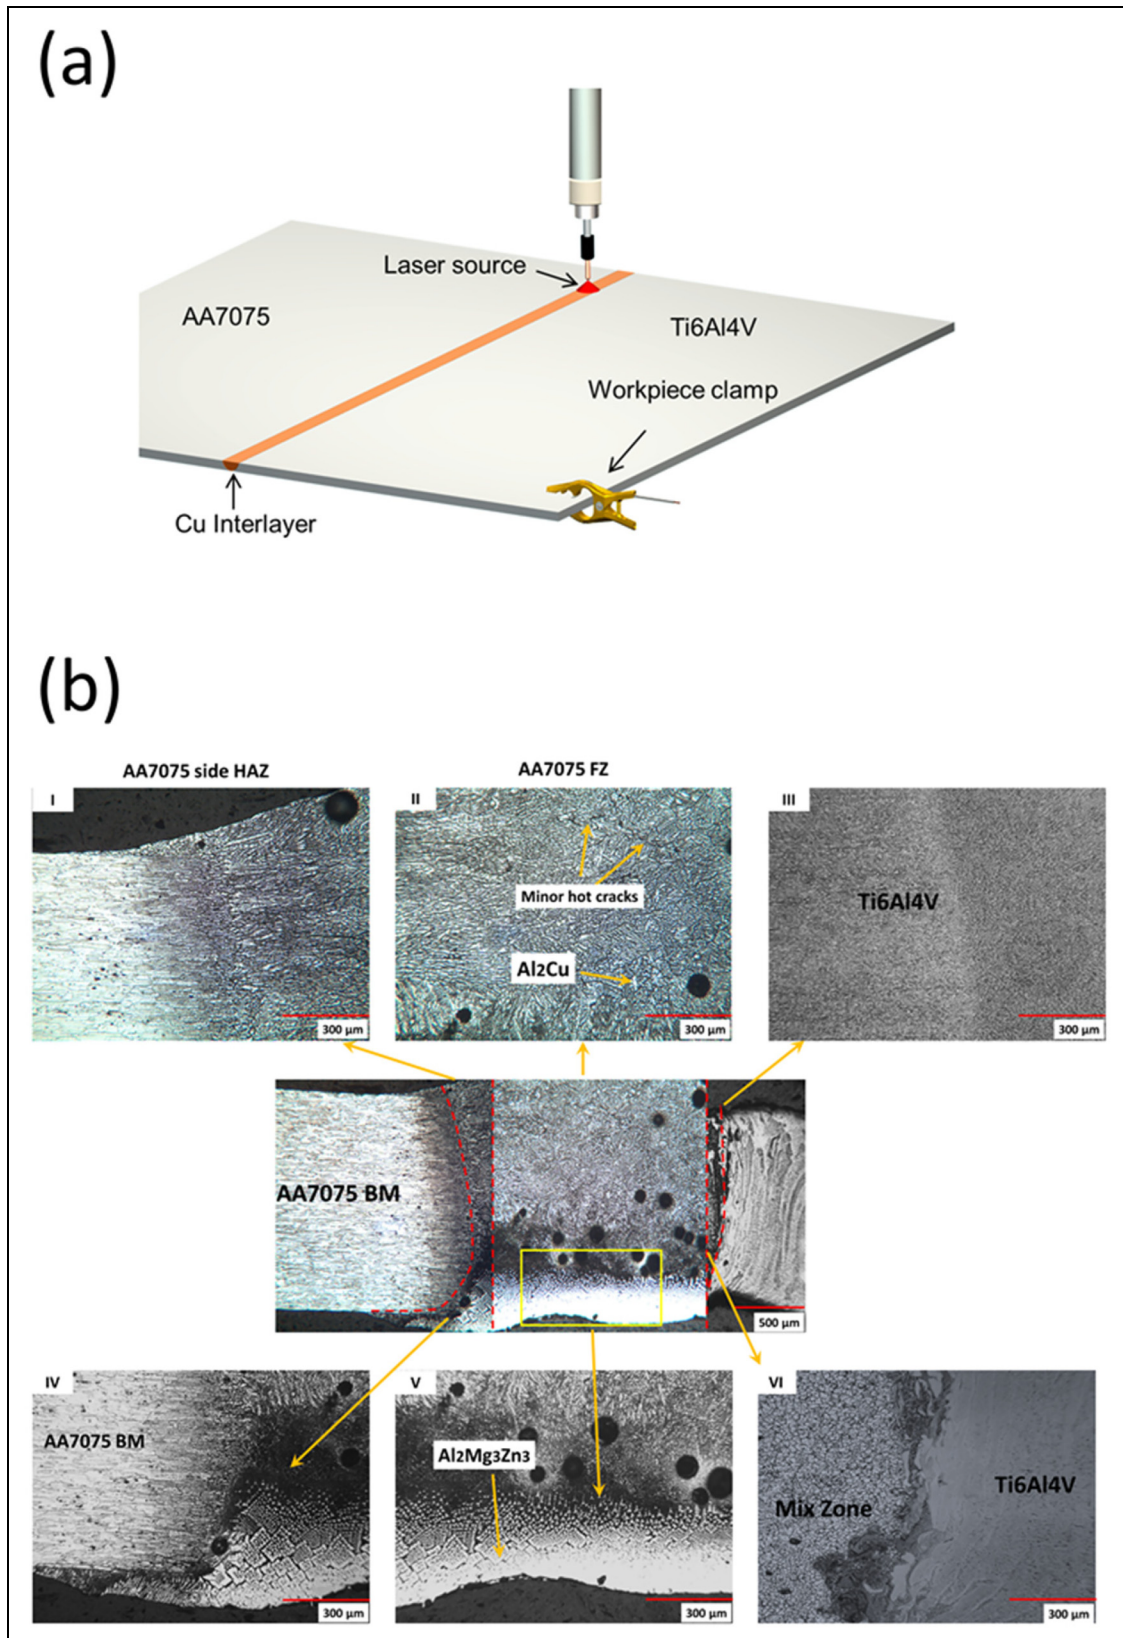 (a)
Laser source
AA7075
Ti6Al4V
Workpiece clamp
Cu Interlayer
(b)
AA7075 side HAZ
AA7075 FZ
I
II
III
Minor hot cracks
Ti6Al4V
Al2Cu
300 µm
300 µm
300 µm
AA7075 BM
500 µm
IV
V
VI
AA7075 BM
Al2Mg3Zn3
Mix Zone
Ti6Al4V
300 µm
300 µm
300 µm